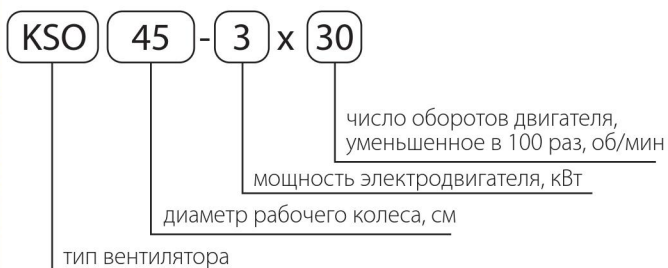 KSO 45 - 3 x 30
число оборотов двигателя,
уменьшенное в 100 раз, об/мин
мощность электродвигателя, кВт
диаметр рабочего колеса, см
тип вентилятора